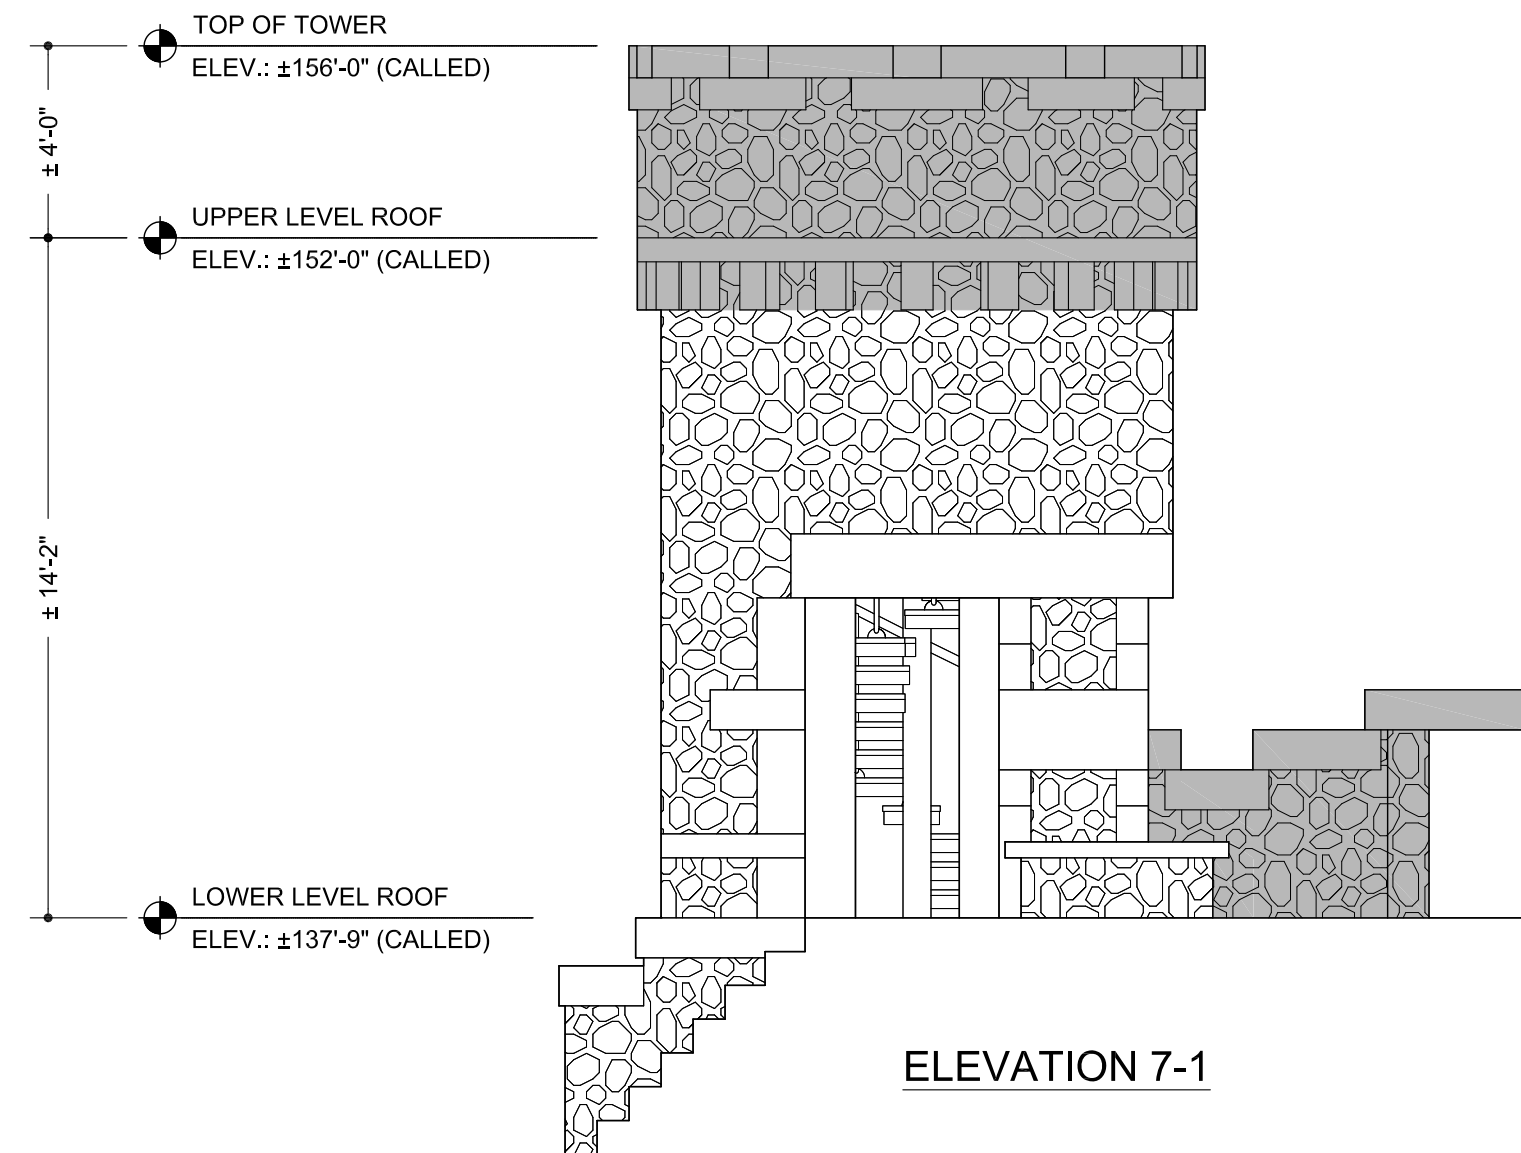 TOP OF TOWER
ELEV.: ±156'-0" (CALLED)
± 4'-0"
UPPER LEVEL ROOF
ELEV.: ±152'-0" (CALLED)
± 14'-2"
LOWER LEVEL ROOF
ELEV.: ±137'-9" (CALLED)
ELEVATION 7-1